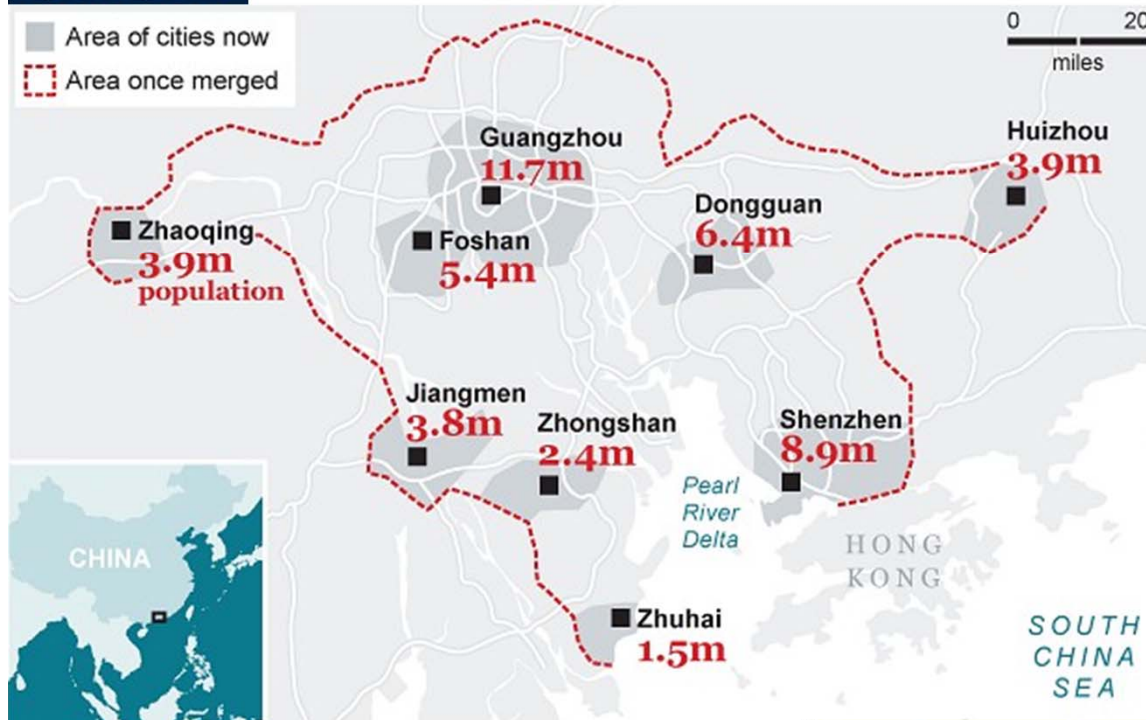 Area of cities now
Area once merged
0 20
miles
Guangzhou
11.7m
Huizhou
3.9m
Dongguan
6.4m
Zhaoqing
3.9m
population
Foshan
5.4m
Jiangmen
3.8m
Zhongshan
2.4m
Shenzhen
8.9m
Pearl
River
Delta
HONG
KONG
CHINA
Zhuhai
1.5m
SOUTH
CHINA
SEA